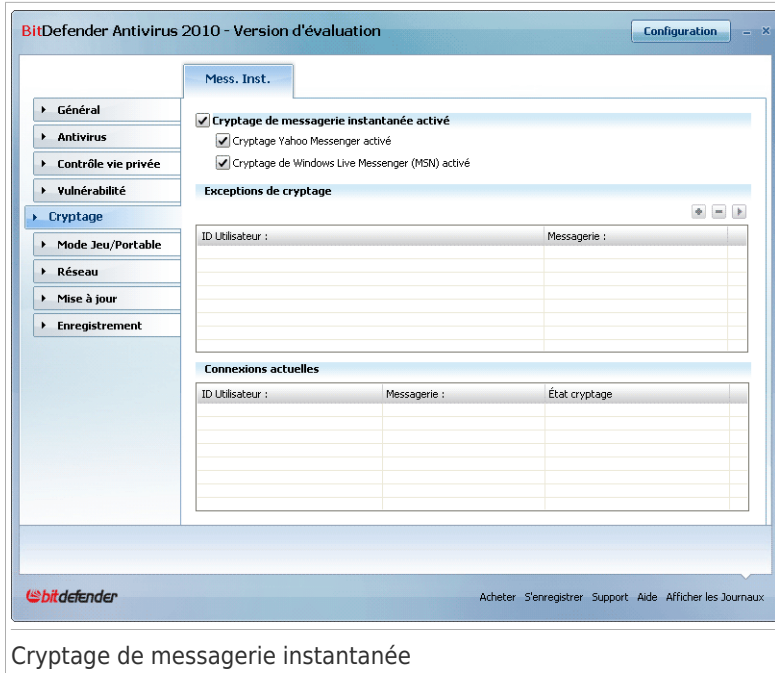 BitDefender Antivirus 2010 - Version d'évaluation
Configuration
Mess. Inst.
Général
Antivirus
Contrôle vie privée
Vulnérabilité
Cryptage
Mode Jeu/Portable
Réseau
Mise à jour
Enregistrement
Cryptage de messagerie instantanée activé
Cryptage Yahoo Messenger activé
Cryptage de Windows Live Messenger (MSN) activé
Exceptions de cryptage
ID Utilisateur : Messagerie :
Connexions actuelles
ID Utilisateur : Messagerie : État cryptage
bitdefender
Acheter S'enregistrer Support Aide Afficher les Journaux
Cryptage de messagerie instantanée